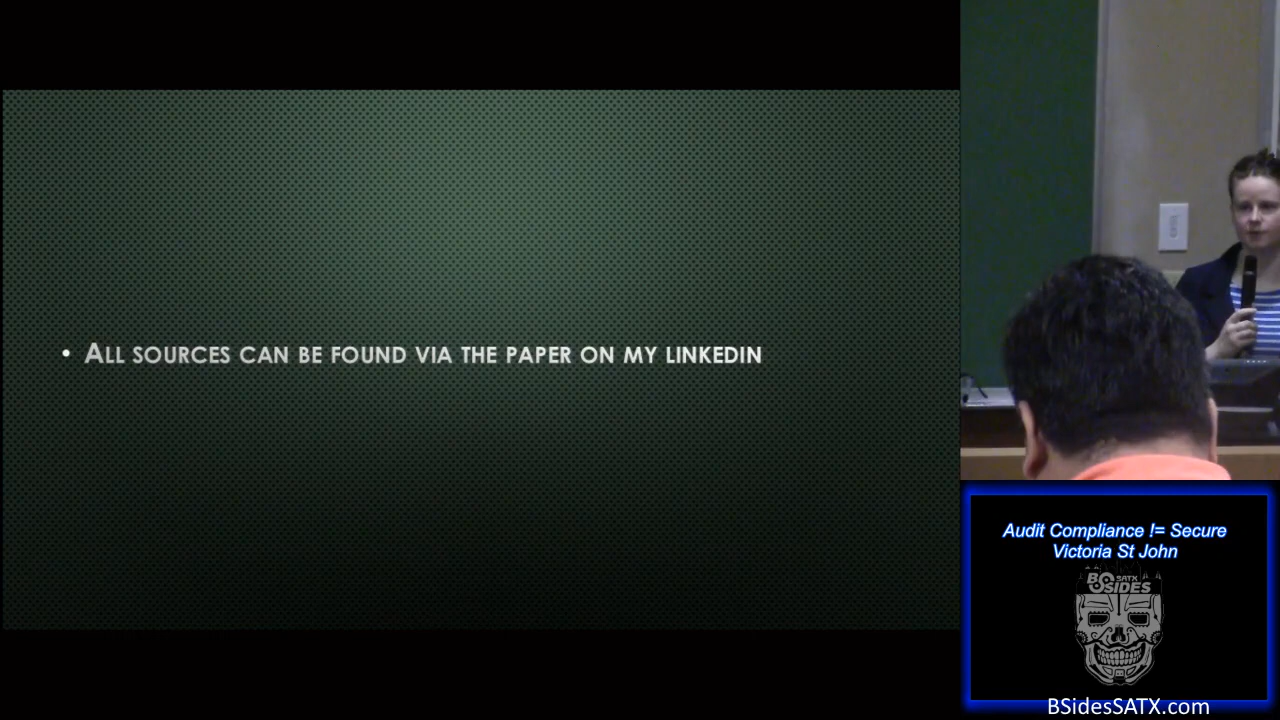 • All sources can be found via the paper on my linkedin
Audit Compliance != Secure
Victoria St John
BSIDES SATX
BSidesSATX.com